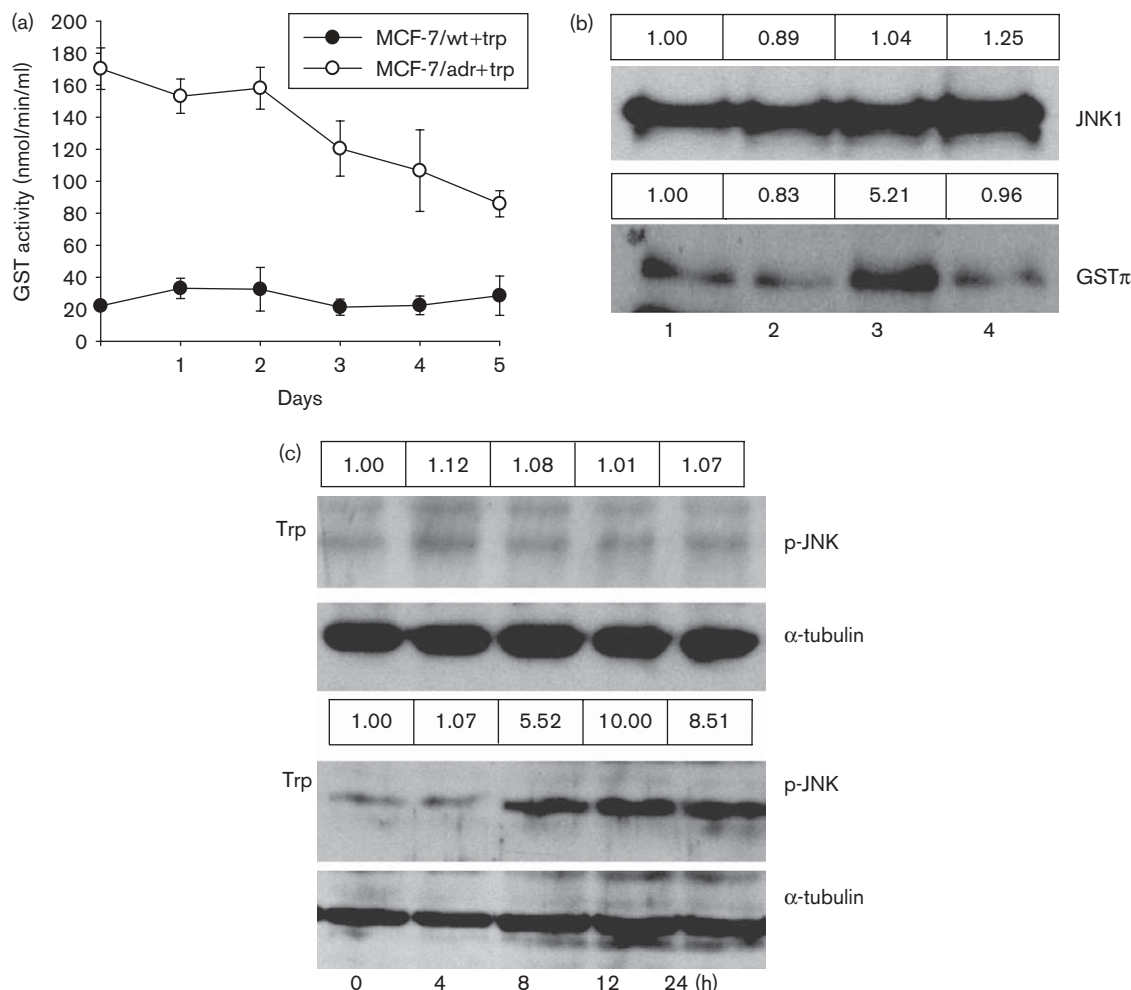 (a)
200
180
160
140
120
100
80
60
40
20
0
GST activity (nmol/min/ml)
MCF-7/wt+trp
MCF-7/adr+trp
1 2 3 4 5
Days
(b)
1.00 0.89 1.04 1.25
JNK1
1.00 0.83 5.21 0.96
GSTπ
1 2 3 4
(c)
1.00 1.12 1.08 1.01 1.07
Trp
p-JNK
α-tubulin
1.00 1.07 5.52 10.00 8.51
Trp
p-JNK
α-tubulin
0 4 8 12 24 (h)